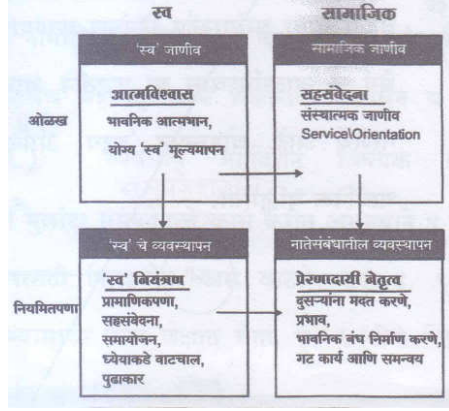 स्व सामाजिक
'स्व' जाणीव
आत्मविश्वास
भावनिक आत्मभान,
योग्य 'स्व' मूल्यमापन
सामाजिक जाणीव
सहसंवेदना
संस्थात्मक जाणीव
Service\Orientation
ओळख
'स्व' चे व्यवस्थापन
'स्व' नियंत्रण
प्रामाणिकपणा,
सहसंवेदना,
समायोजन,
ध्येयाकडे वाटचाल,
पुढाकार
नातेसंबंधातील व्यवस्थापन
प्रेरणादायी नेतृत्व
दुसऱ्यांना मदत करणे,
प्रभाव,
भावनिक बंध निर्माण करणे,
गट कार्य आणि समन्वय
नियमितपणा